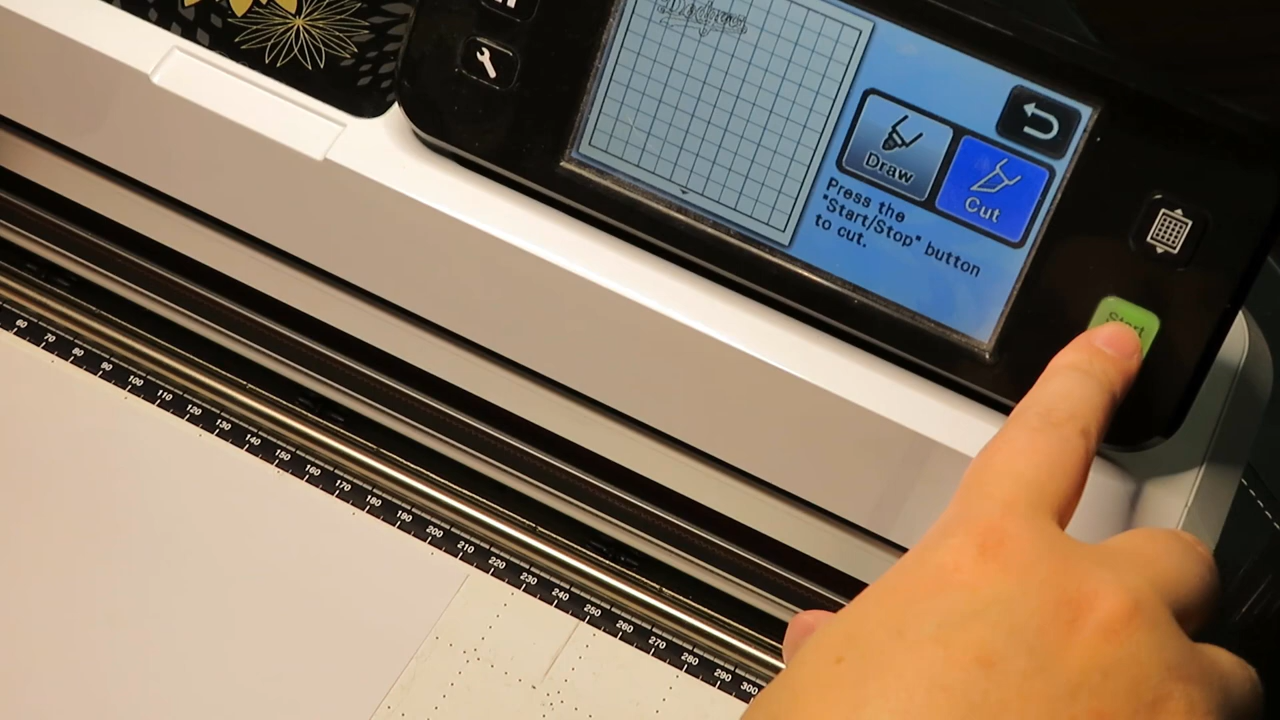 Dodgers
Draw
Cut
Press the
"Start/Stop" button
to cut.
Start
60 70 80 90 100 110 120 130 140 150 160 170 180 190 200 210 220 230 240 250 260 270 280 290 300